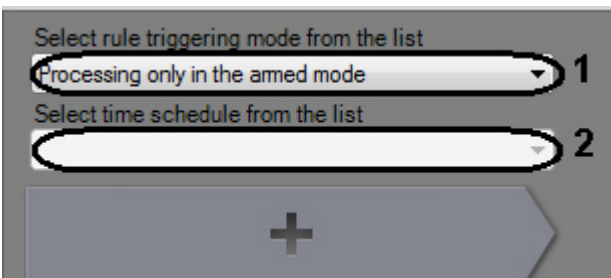 Select rule triggering mode from the list
Processing only in the armed mode 1
Select time schedule from the list
2